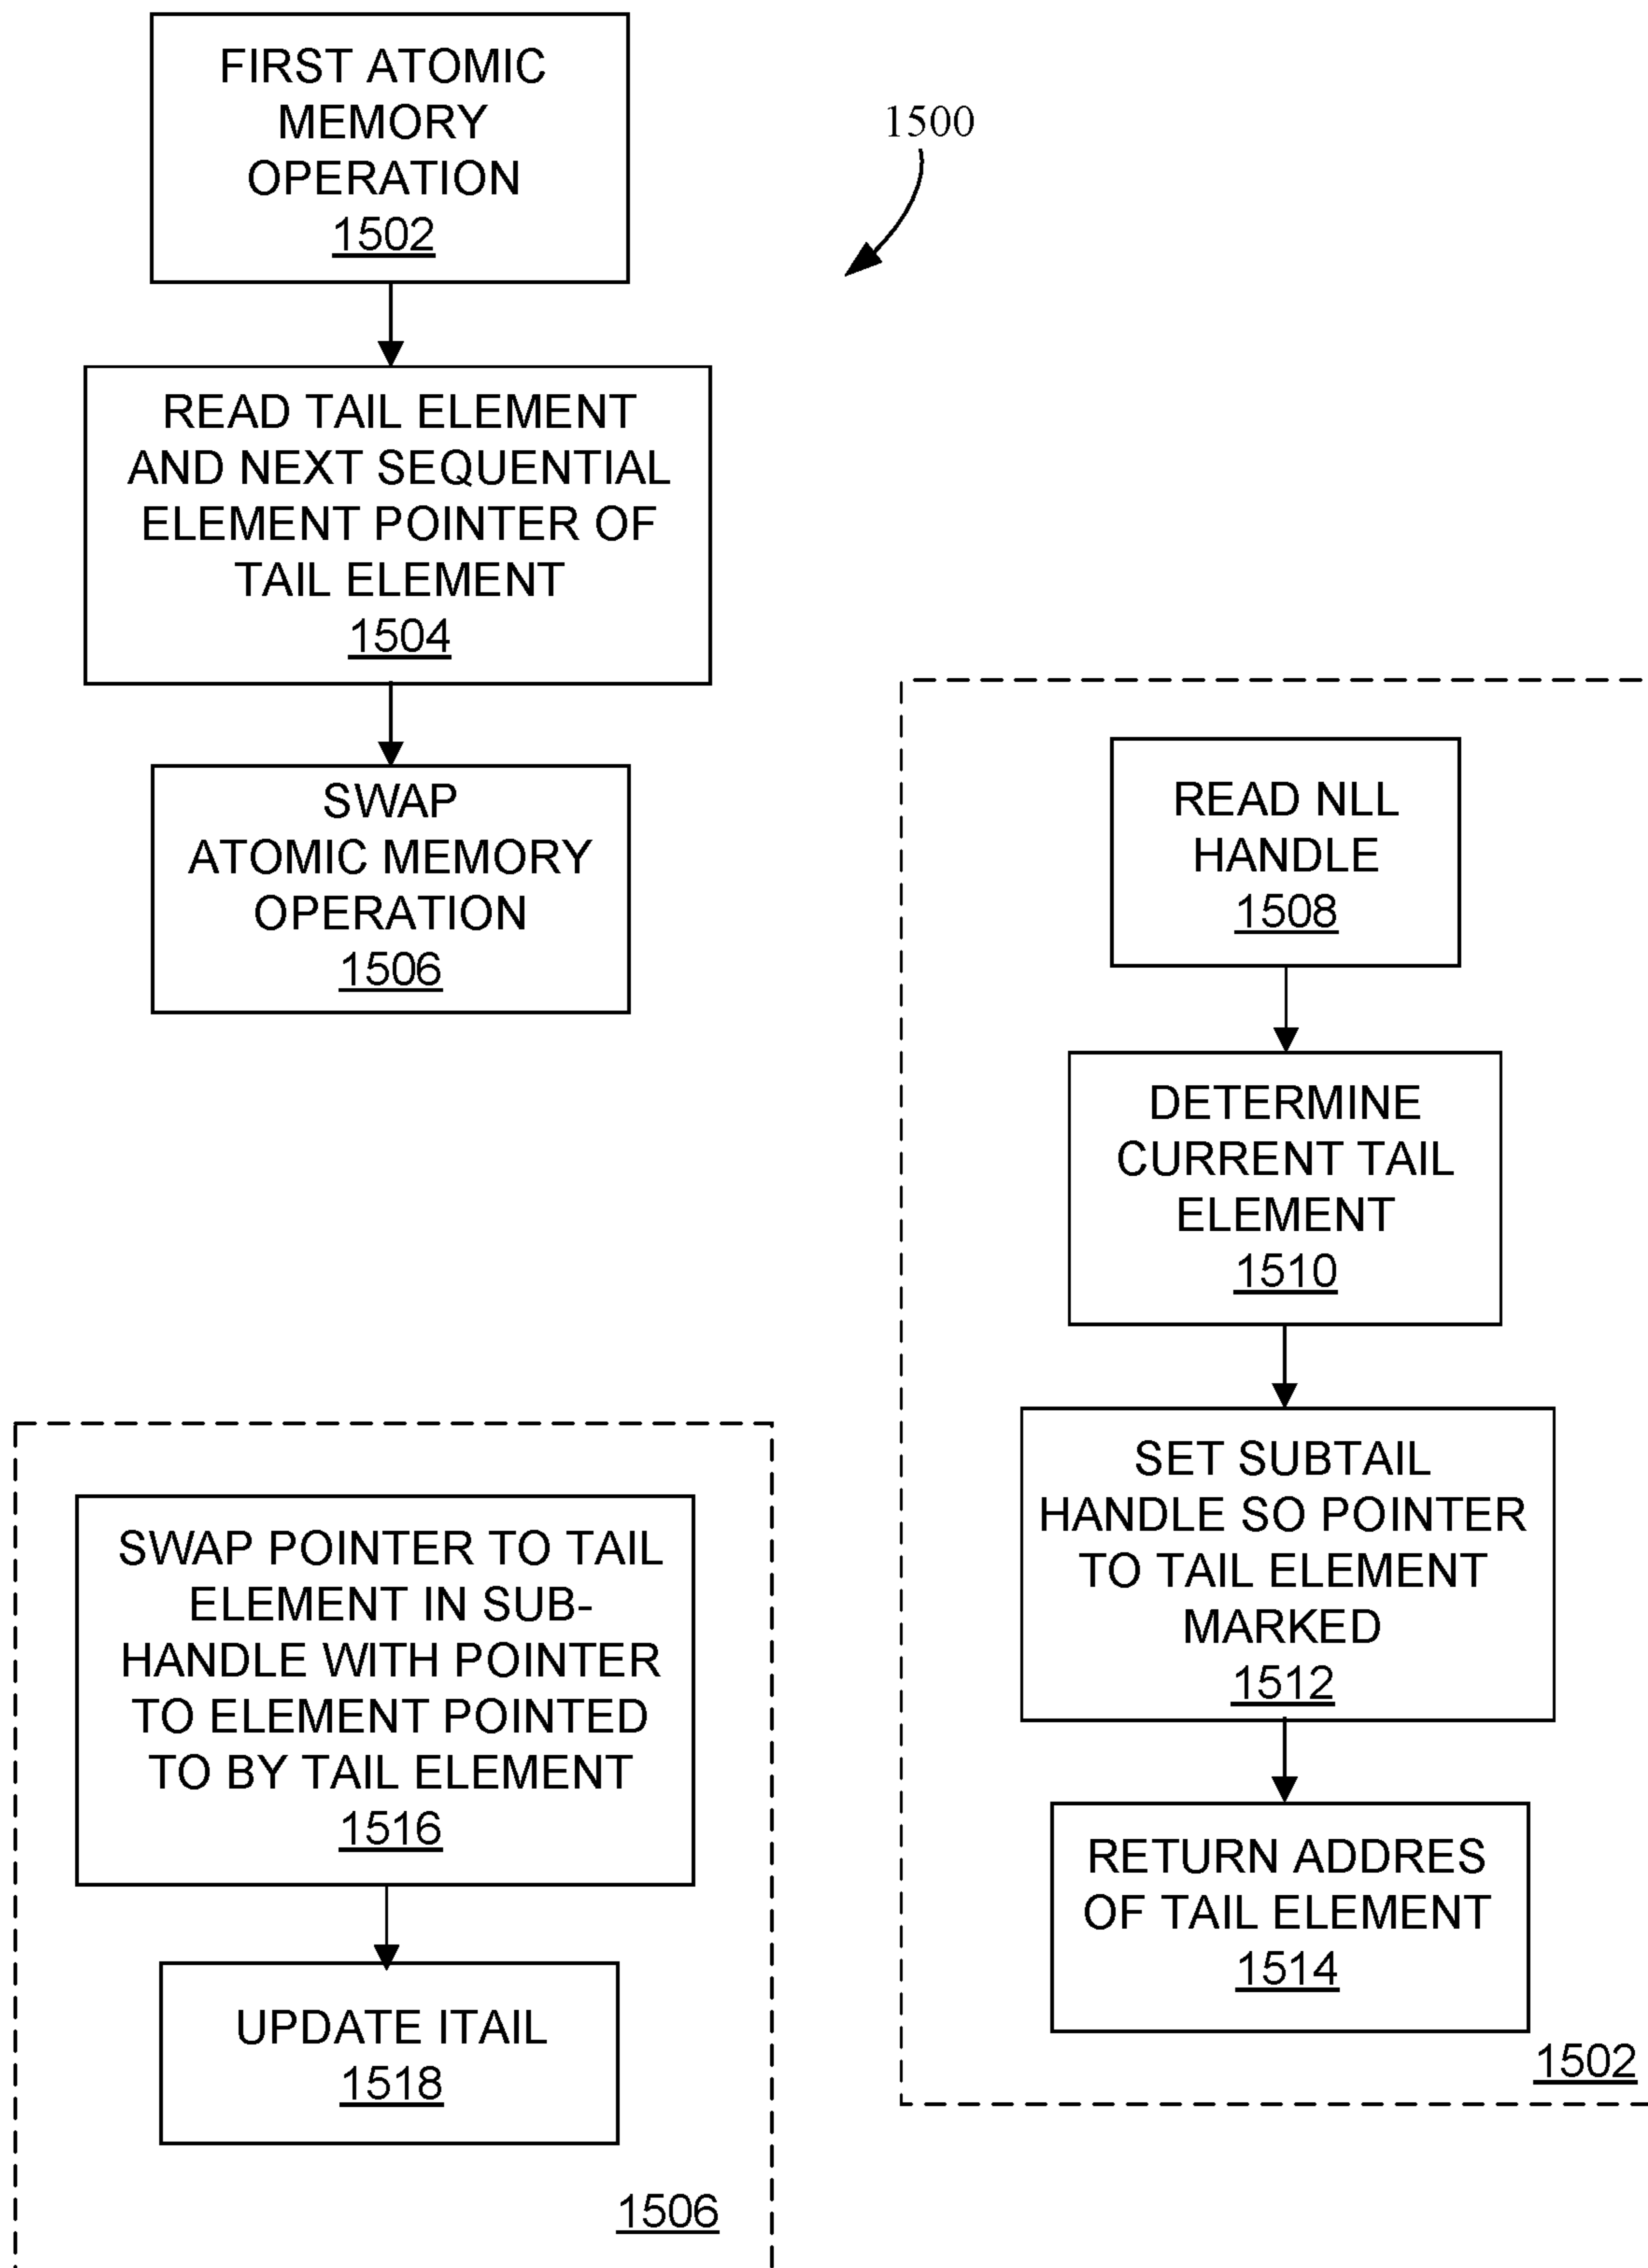 FIRST ATOMIC
MEMORY
OPERATION
1502
1500
READ TAIL ELEMENT
AND NEXT SEQUENTIAL
ELEMENT POINTER OF
TAIL ELEMENT
1504
SWAP
ATOMIC MEMORY
OPERATION
1506
READ NLL
HANDLE
1508
DETERMINE
CURRENT TAIL
ELEMENT
1510
SET SUBTAIL
HANDLE SO POINTER
TO TAIL ELEMENT
MARKED
1512
RETURN ADDRES
OF TAIL ELEMENT
1514
1502
SWAP POINTER TO TAIL
ELEMENT IN SUB-
HANDLE WITH POINTER
TO ELEMENT POINTED
TO BY TAIL ELEMENT
1516
UPDATE ITAIL
1518
1506